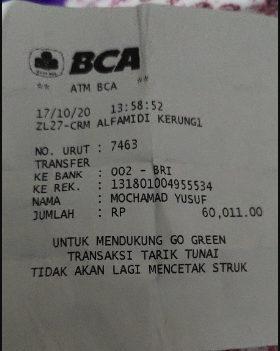 BCA
** ATM BCA **
17/10/20 13:58:52
ZL27-CRM ALFAMIDI KERUNG1
NO. URUT : 7463
TRANSFER
KE BANK : 002 - BRI
KE REK. : 131801004955534
NAMA : MOCHAMAD YUSUF
JUMLAH : RP 60,011.00
UNTUK MENDUKUNG GO GREEN
TRANSAKSI TARIK TUNAI
TIDAK AKAN LAGI MENCETAK STRUK